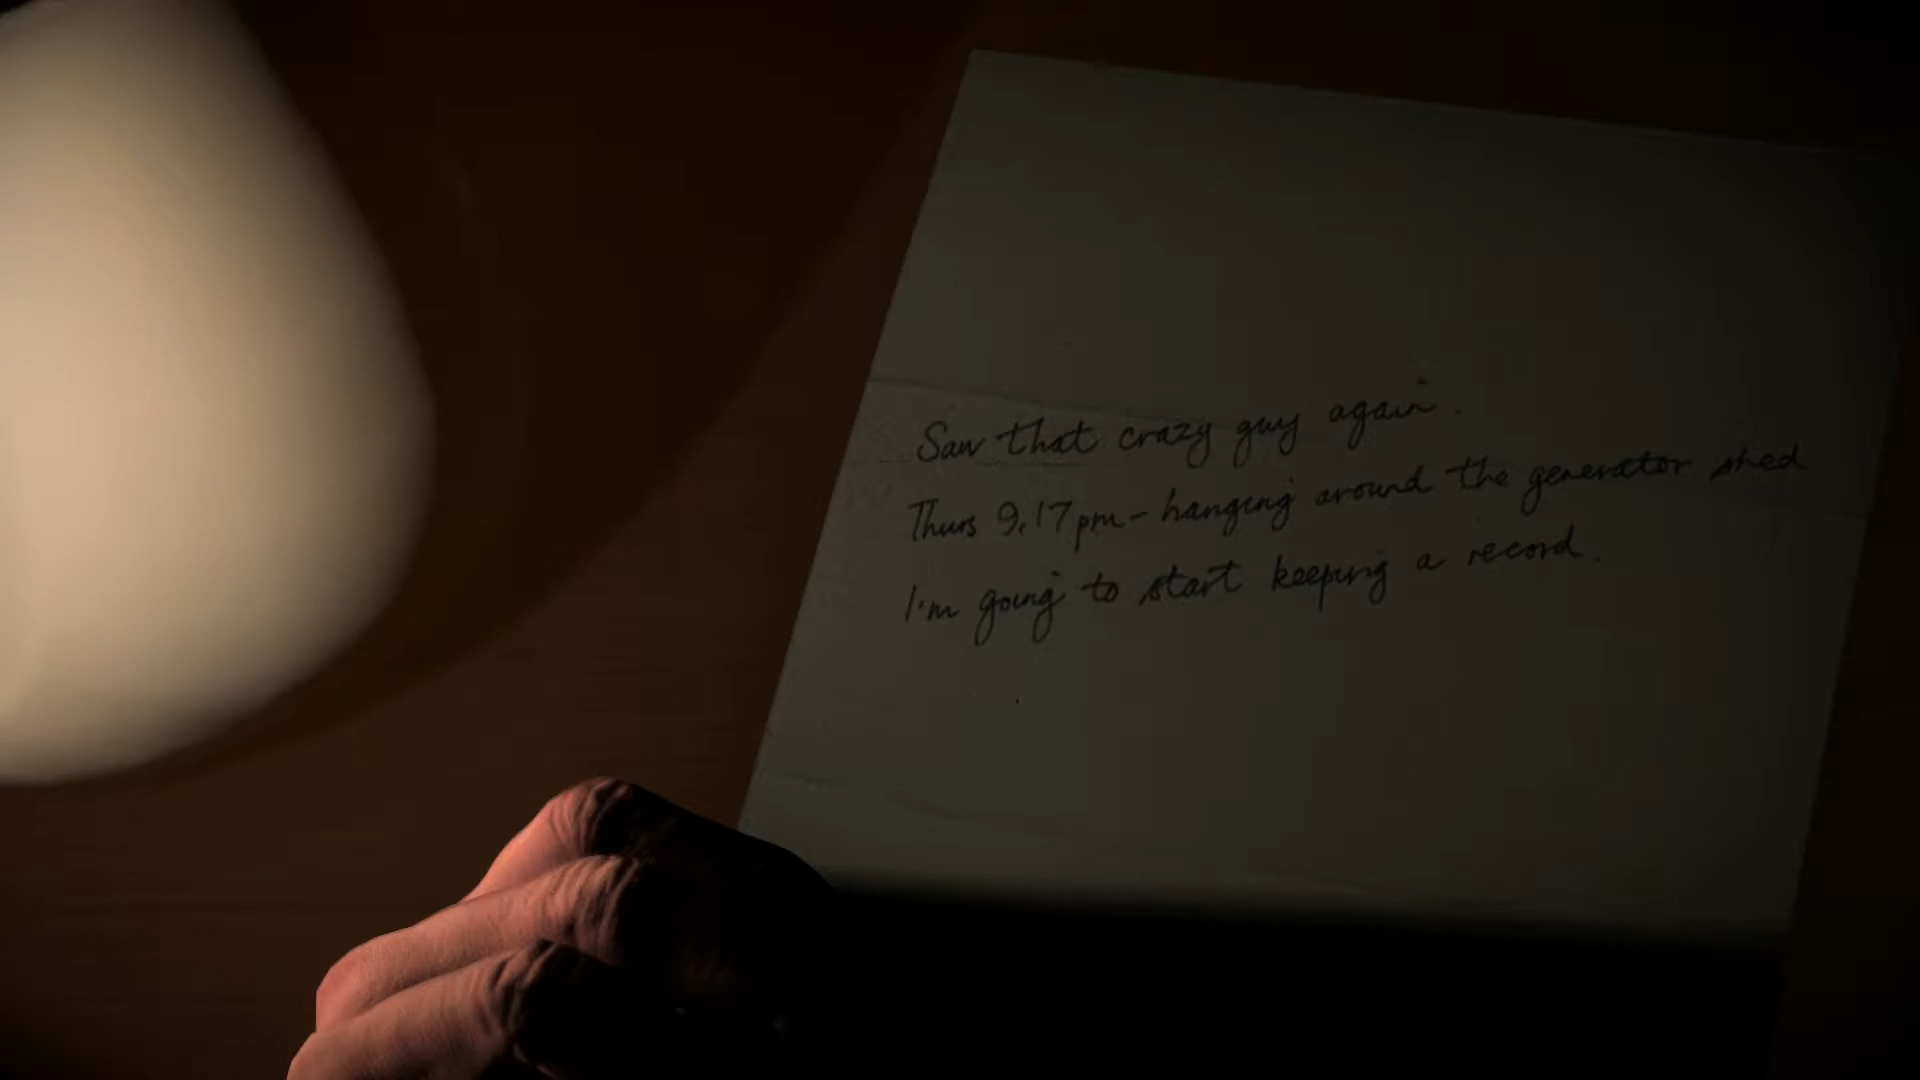 Saw that crazy guy again.
Thurs 9.17pm - hanging around the generator shed
I'm going to start keeping a record.